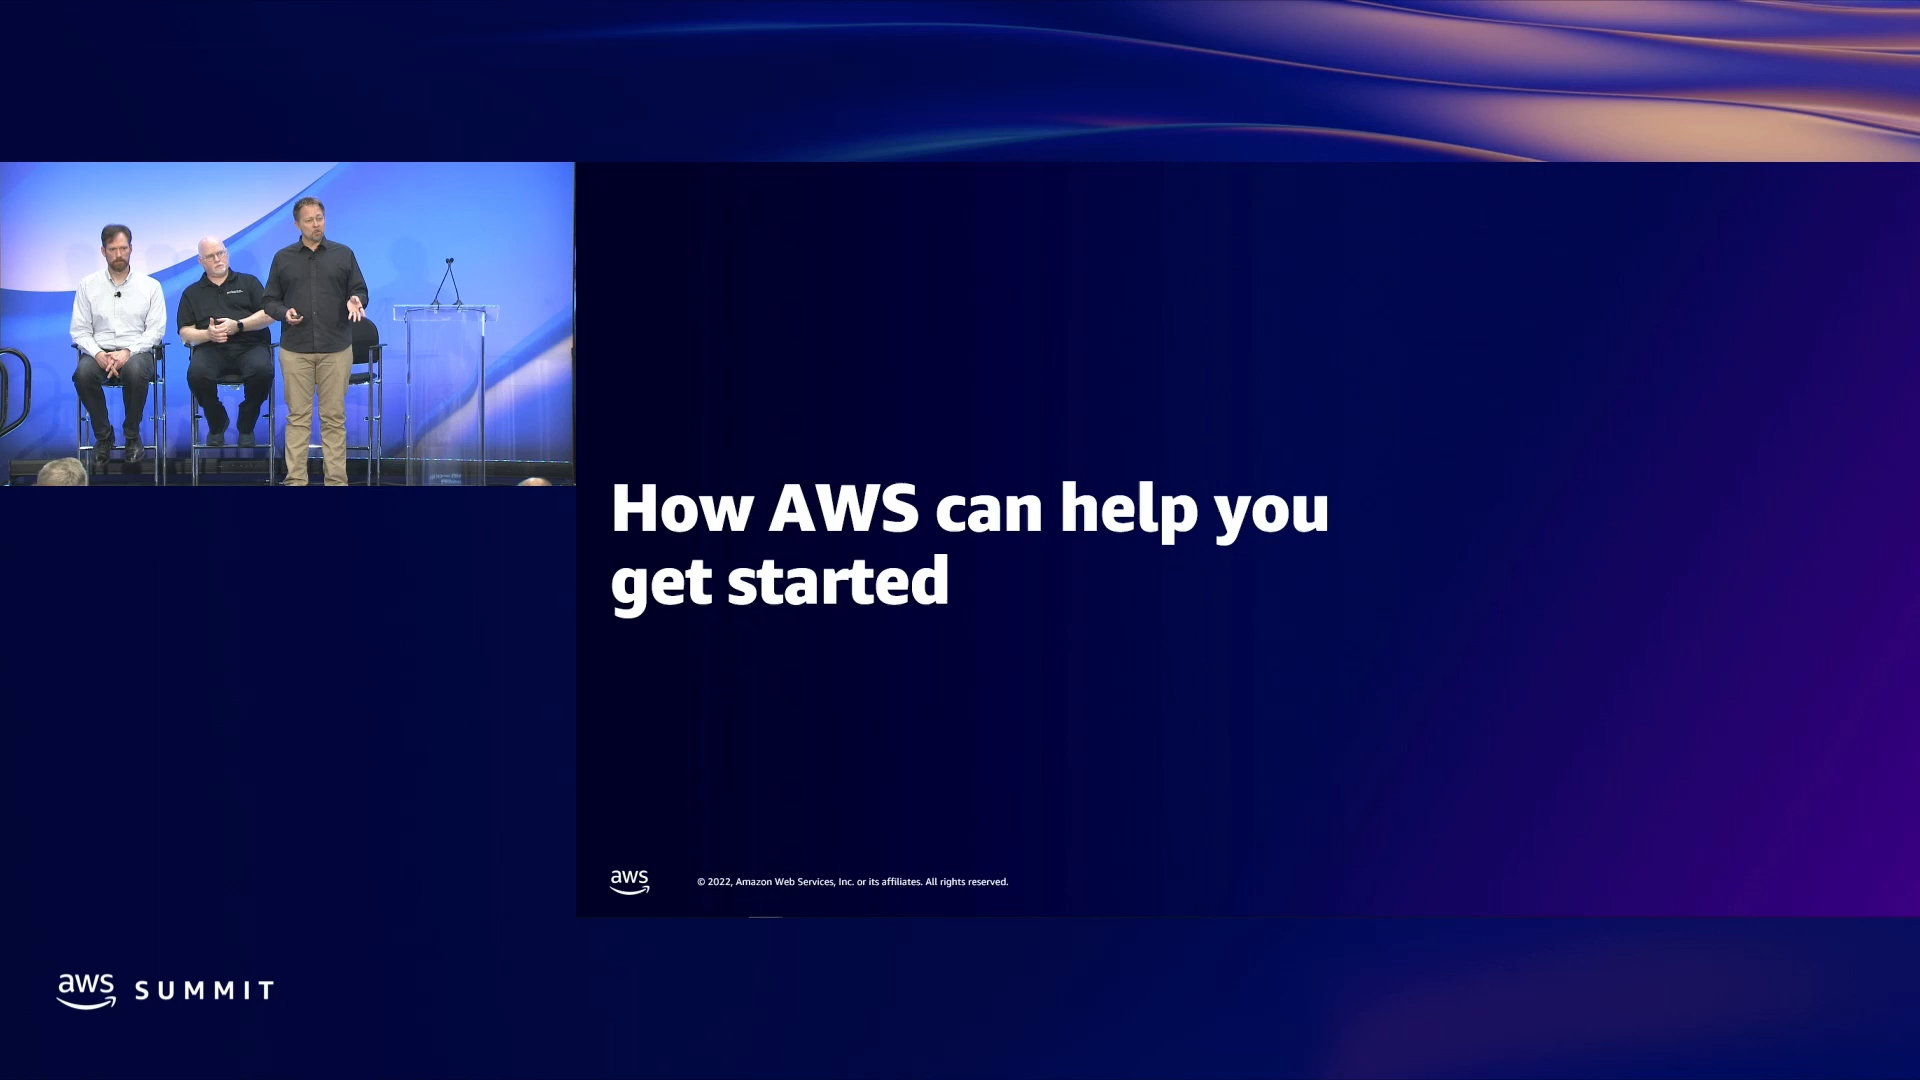 How AWS can help you
get started
aws
© 2022, Amazon Web Services, Inc. or its affiliates. All rights reserved.
aws SUMMIT